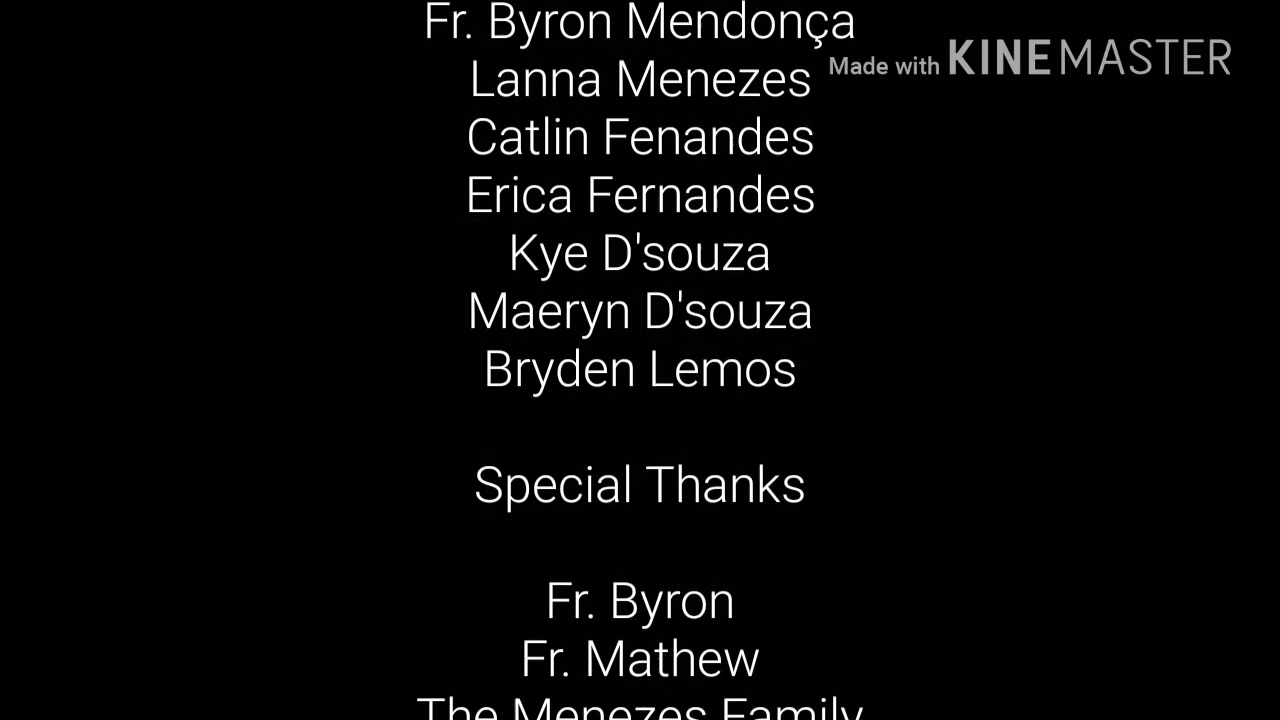 Fr. Byron Mendonça
Made with KINEMASTER
Lanna Menezes
Catlin Fenandes
Erica Fernandes
Kye D'souza
Maeryn D'souza
Bryden Lemos
Special Thanks
Fr. Byron
Fr. Mathew
The Menezes Family